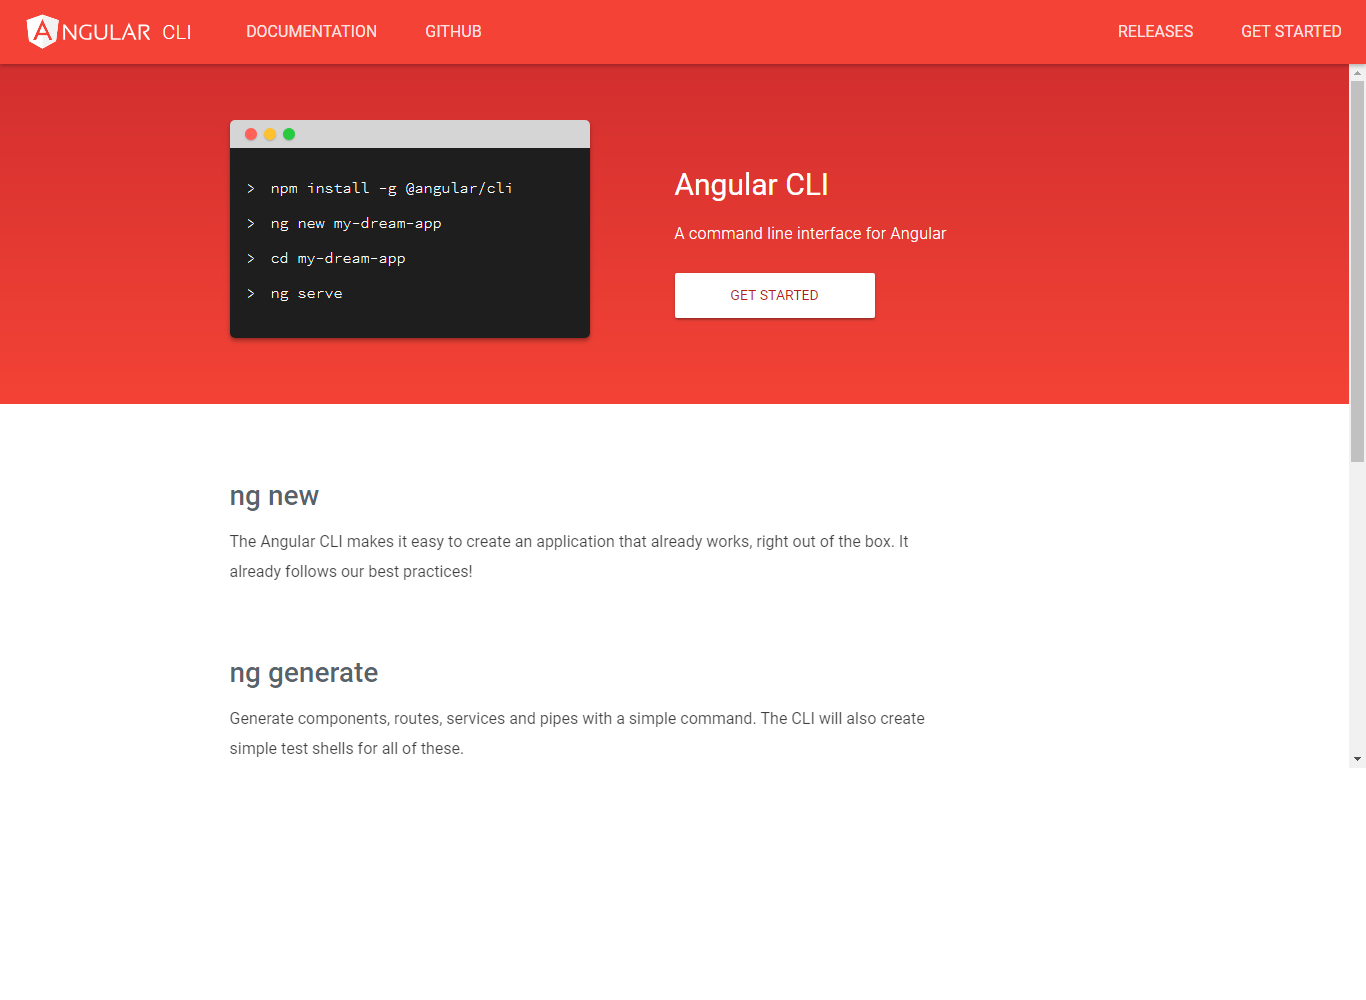 ANGULAR CLI
DOCUMENTATION
GITHUB
RELEASES
GET STARTED
> npm install -g @angular/cli
> ng new my-dream-app
> cd my-dream-app
> ng serve
Angular CLI
A command line interface for Angular
GET STARTED
ng new
The Angular CLI makes it easy to create an application that already works, right out of the box. It
already follows our best practices!
ng generate
Generate components, routes, services and pipes with a simple command. The CLI will also create
simple test shells for all of these.